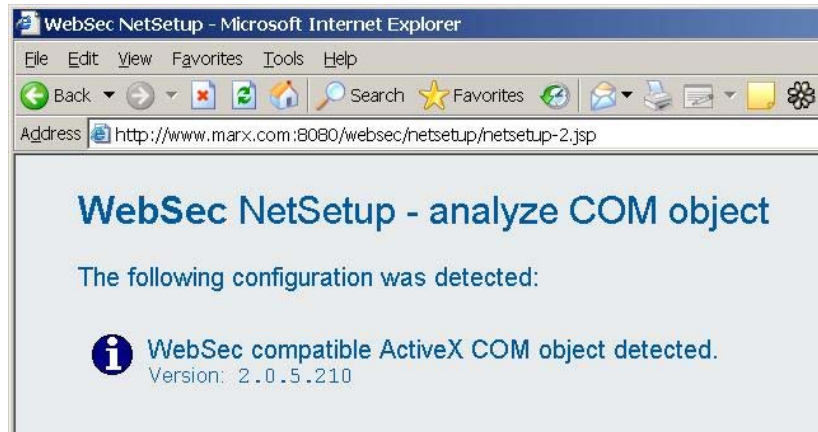 WebSec NetSetup - Microsoft Internet Explorer
File Edit View Favorites Tools Help
Back Search Favorites
Address http://www.marx.com:8080/websec/netsetup/netsetup-2.jsp
WebSec NetSetup - analyze COM object
The following configuration was detected:
WebSec compatible ActiveX COM object detected.
Version: 2.0.5.210